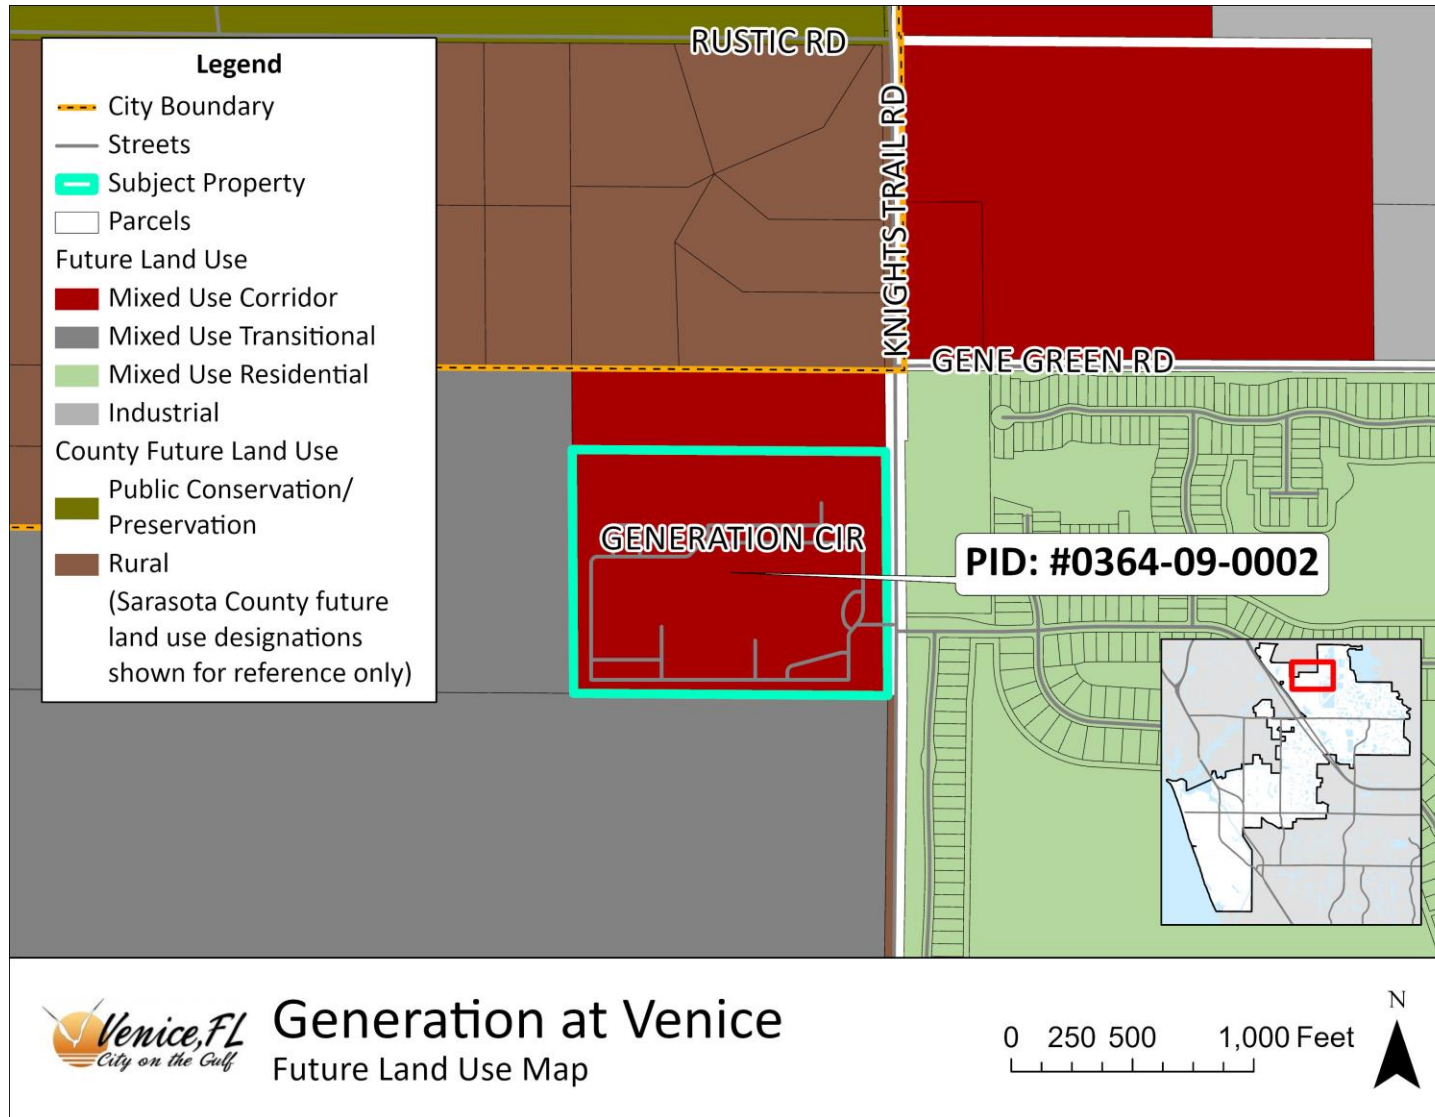 RUSTIC RD
KNIGHTS TRAIL RD
GENE GREEN RD
GENERATION CIR
PID: #0364-09-0002
Legend
City Boundary
Streets
Subject Property
Parcels
Future Land Use
Mixed Use Corridor
Mixed Use Transitional
Mixed Use Residential
Industrial
County Future Land Use
Public Conservation/
Preservation
Rural
(Sarasota County future
land use designations
shown for reference only)
Venice, FL
City on the Gulf
Generation at Venice
Future Land Use Map
0 250 500 1,000 Feet
N